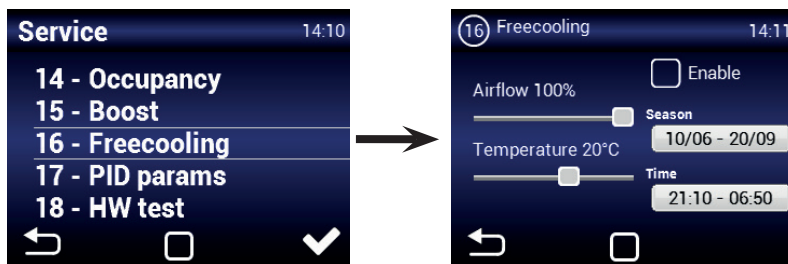 Service 14:10
14 - Occupancy
15 - Boost
16 - Freecooling
17 - PID params
18 - HW test
16 Freecooling 14:11
Enable
Airflow 100%
Season
10/06 - 20/09
Temperature 20°C
Time
21:10 - 06:50